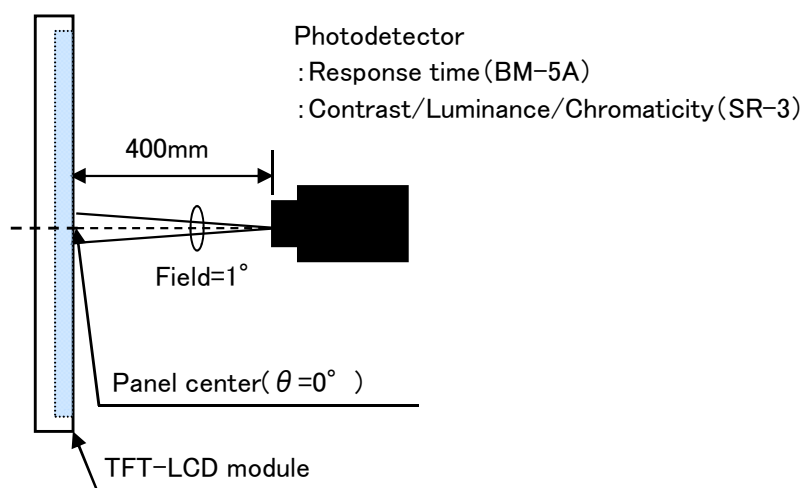 Photodetector
:Response time(BM-5A)
:Contrast/Luminance/Chromaticity(SR-3)
400mm
Field=1°
Panel center(θ=0° )
TFT-LCD module